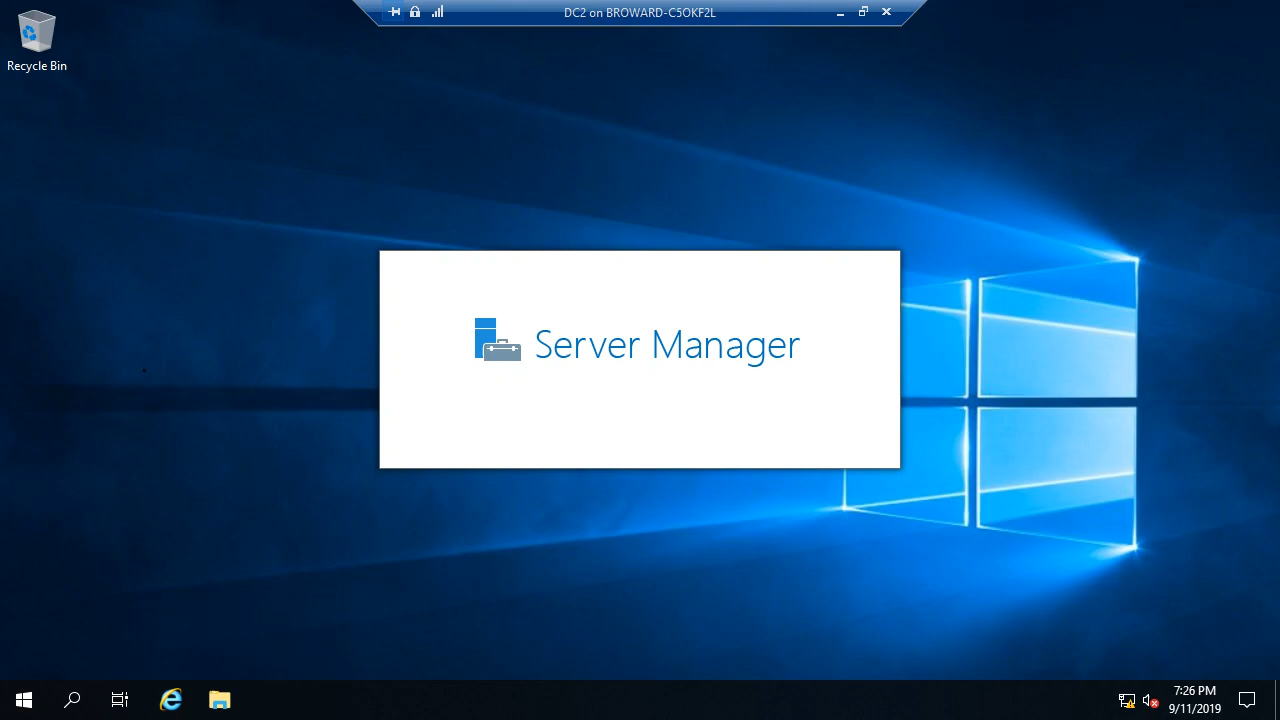 DC2 on BROWARD-C5OKF2L
Recycle Bin
Server Manager
7:26 PM
9/11/2019